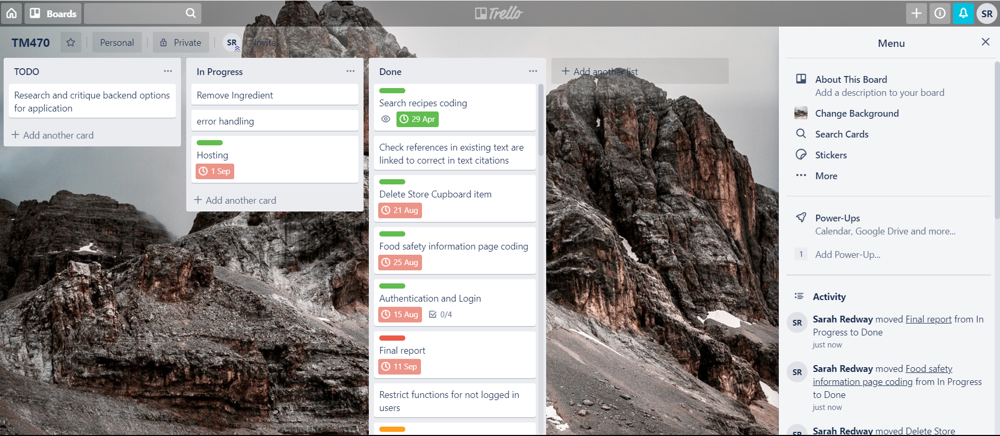 Boards
Trello
SR
TM470
Personal
Private
SR
Invite
TODO
Research and critique backend options
for application
Add another card
In Progress
Remove Ingredient
error handling
Hosting
1 Sep
Add another card
Done
Search recipes coding
29 Apr
Check references in existing text are
linked to correct in text citations
Delete Store Cupboard item
21 Aug
Food safety information page coding
25 Aug
Authentication and Login
15 Aug 0/4
Final report
11 Sep
Restrict functions for not logged in
users
Add another list
Menu
About This Board
Add a description to your board
Change Background
Search Cards
Stickers
More
Power-Ups
Calendar, Google Drive and more...
1 Add Power-Up...
Activity
SR
Sarah Redway moved Final report from In
Progress to Done
just now
SR
Sarah Redway moved Food safety
information page coding from In Progress
to Done
just now
SR
Sarah Redway moved Delete Store